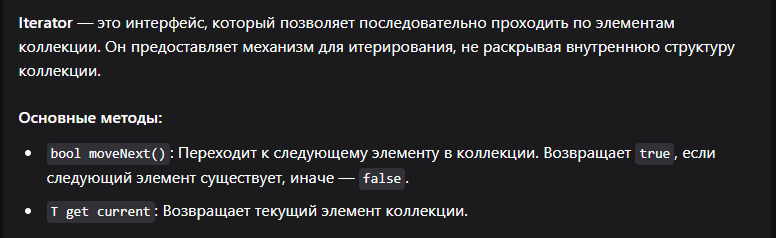 Iterator — это интерфейс, который позволяет последовательно проходить по элементам
коллекции. Он предоставляет механизм для итерирования, не раскрывая внутреннюю структуру
коллекции.
Основные методы:
• bool moveNext(): Переходит к следующему элементу в коллекции. Возвращает true, если
следующий элемент существует, иначе — false.
• T get current: Возвращает текущий элемент коллекции.